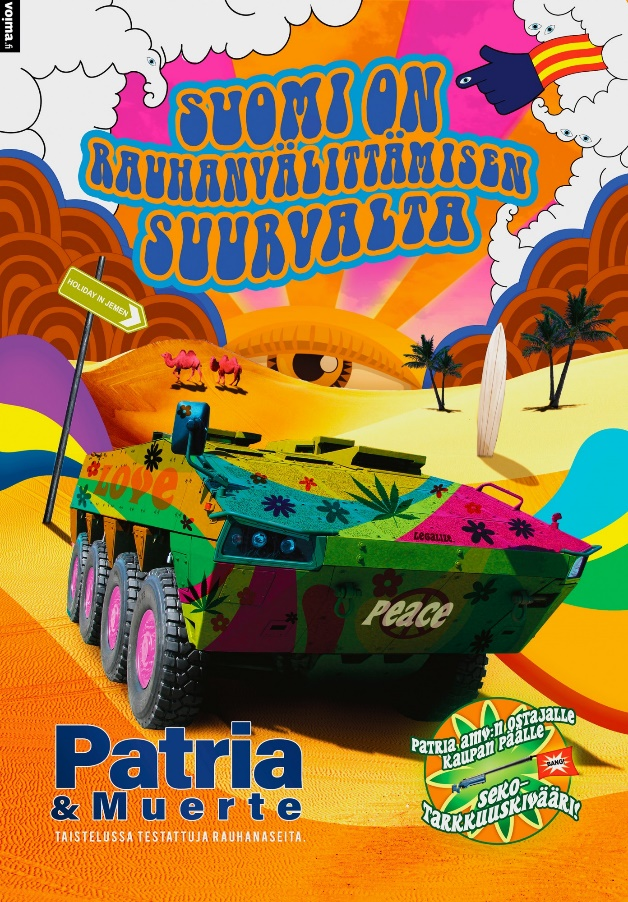 voima.fi
SUOMI ON
RAUHANVÄLITTÄMISEN
SUURVALTA
HOLIDAY IN JEMEN
LOVE
LEGALIZE
Peace
Patria
& Muerte
TAISTELUSSA TESTATTUJA RAUHANASEITA.
PATRIA AMV:N OSTAJALLE
KAUPAN PÄÄLLE
BANG!
SEKO-
TARKKUUSKIVÄÄRI!